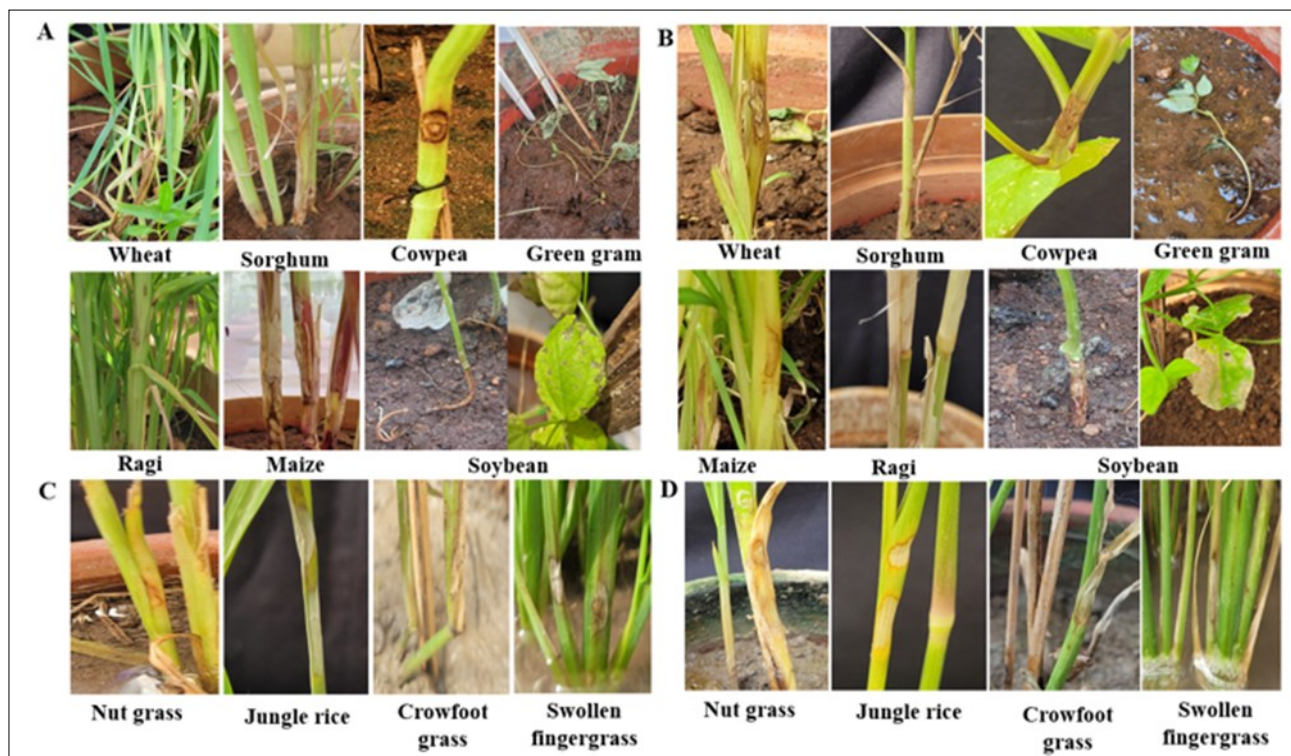 A
B
Wheat Sorghum Cowpea Green gram
Wheat Sorghum Cowpea Green gram
Ragi Maize Soybean
Maize Ragi Soybean
C
D
Nut grass Jungle rice Crowfoot grass Swollen fingergrass
Nut grass Jungle rice Crowfoot grass Swollen fingergrass